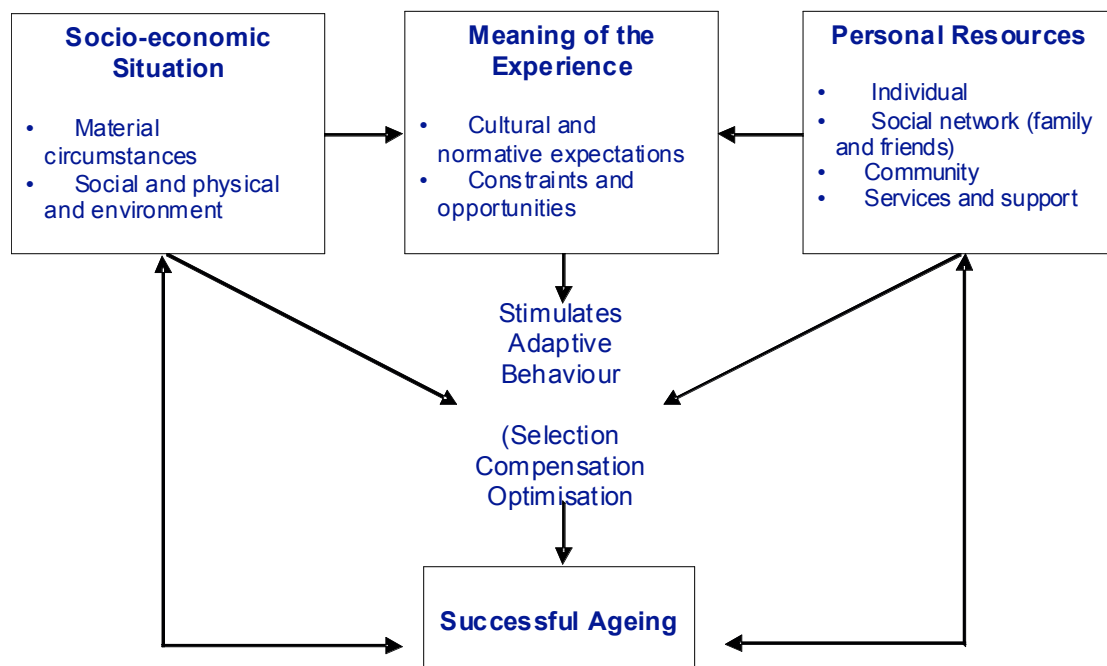 Socio-economic
Situation
• Material
circumstances
• Social and physical
and environment
Meaning of the
Experience
• Cultural and
normative expectations
• Constraints and
opportunities
Personal Resources
• Individual
• Social network (family
and friends)
• Community
• Services and support
Stimulates
Adaptive
Behaviour
(Selection
Compensation
Optimisation
Successful Ageing